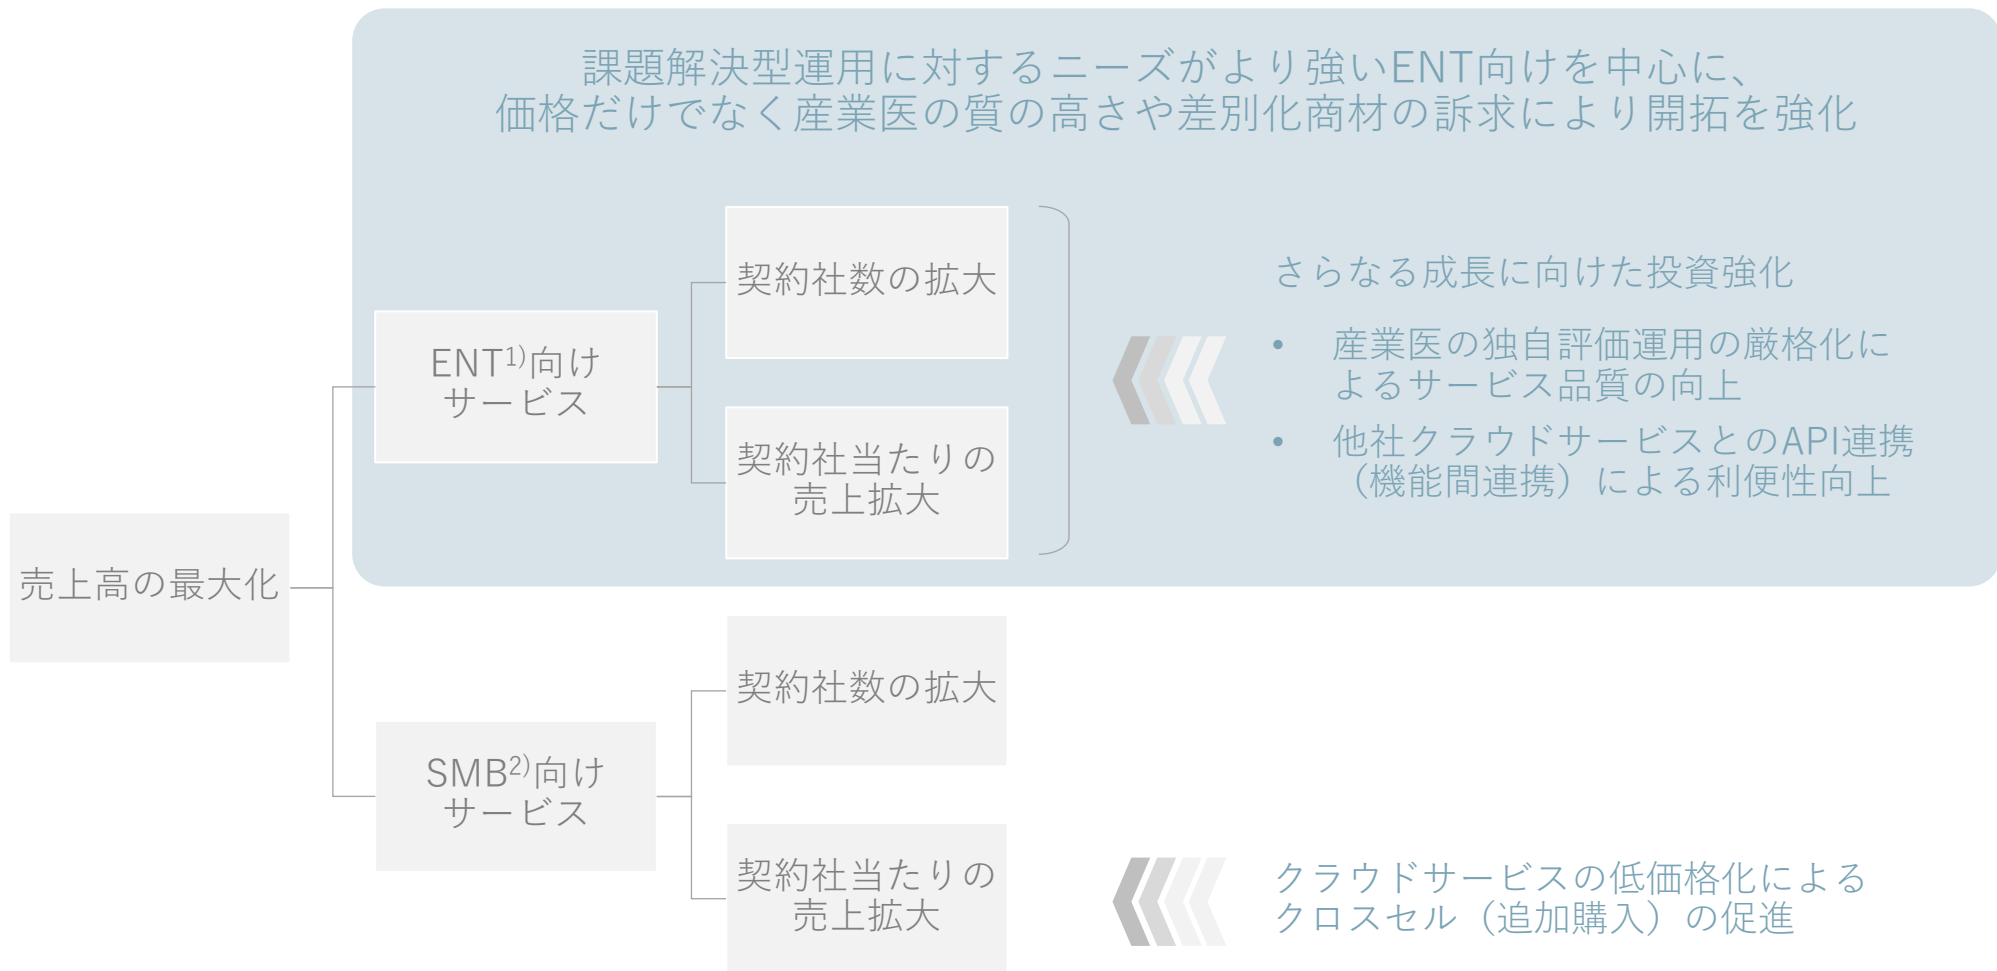 課題解決型運用に対するニーズがより強いENT向けを中心に、
価格だけでなく産業医の質の高さや差別化商材の訴求により開拓を強化
契約社数の拡大
さらなる成長に向けた投資強化
ENT1)向け
サービス
• 産業医の独自評価運用の厳格化に
よるサービス品質の向上
契約社当たりの
売上拡大
• 他社クラウドサービスとのAPI連携
（機能間連携）による利便性向上
売上高の最大化
契約社数の拡大
SMB2)向け
サービス
契約社当たりの
売上拡大
クラウドサービスの低価格化による
クロスセル（追加購入）の促進